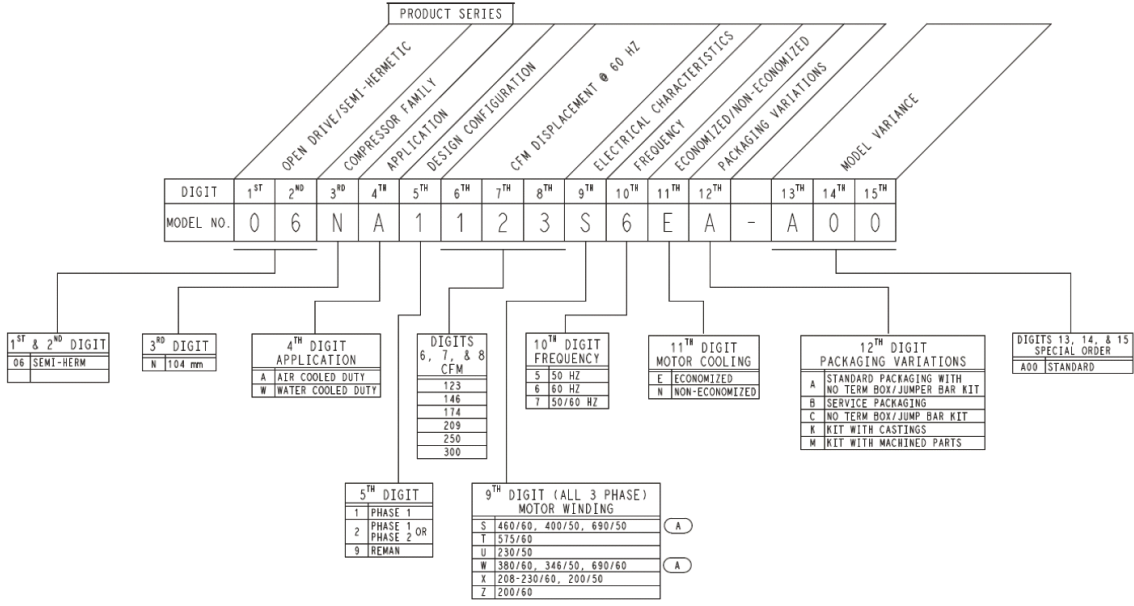 PRODUCT SERIES
OPEN DRIVE/SEMI-HERMETIC
COMPRESSOR FAMILY
APPLICATION
DESIGN CONFIGURATION
CFM DISPLACEMENT @ 60 HZ
ELECTRICAL CHARACTERISTICS
FREQUENCY
ECONOMIZED/NON-ECONOMIZED
PACKAGING VARIATIONS
MODEL VARIANCE
DIGIT 1ST 2ND 3RD 4TH 5TH 6TH 7TH 8TH 9TH 10TH 11TH 12TH 13TH 14TH 15TH
MODEL NO. 0 6 N A 1 1 2 3 S 6 E A - A 0 0
1ST & 2ND DIGIT
06 SEMI-HERM
3RD DIGIT
N 104 mm
4TH DIGIT
APPLICATION
A AIR COOLED DUTY
W WATER COOLED DUTY
DIGITS
6, 7, & 8
CFM
123
146
174
209
250
300
10TH DIGIT
FREQUENCY
5 50 HZ
6 60 HZ
7 50/60 HZ
11TH DIGIT
MOTOR COOLING
E ECONOMIZED
N NON-ECONOMIZED
12TH DIGIT
PACKAGING VARIATIONS
A STANDARD PACKAGING WITH
NO TERM BOX/JUMPER BAR KIT
B SERVICE PACKAGING
C NO TERM BOX/JUMP BAR KIT
K KIT WITH CASTINGS
M KIT WITH MACHINED PARTS
DIGITS 13, 14, & 15
SPECIAL ORDER
A00 STANDARD
5TH DIGIT
1 PHASE 1
2 PHASE 1 OR
PHASE 2
9 REMAN
9TH DIGIT (ALL 3 PHASE)
MOTOR WINDING
S 460/60, 400/50, 690/50 A
T 575/60
U 230/50
W 380/60, 346/50, 690/60 A
X 208-230/60, 200/50
Z 200/60